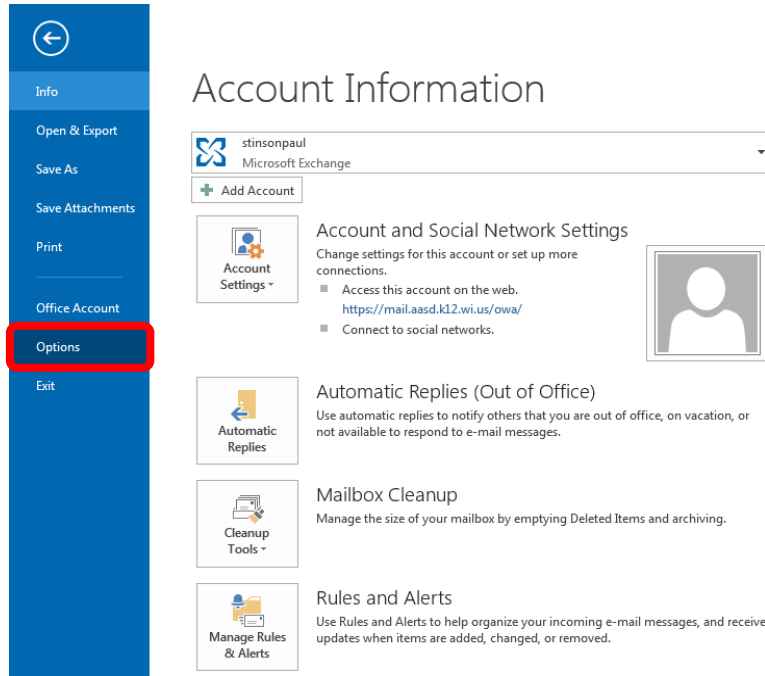 Info
Open & Export
Save As
Save Attachments
Print
Office Account
Options
Exit
Account Information
stinsonpaul
Microsoft Exchange
Add Account
Account
Settings
Account and Social Network Settings
Change settings for this account or set up more
connections.
Access this account on the web.
https://mail.aasd.k12.wi.us/owa/
Connect to social networks.
Automatic
Replies
Automatic Replies (Out of Office)
Use automatic replies to notify others that you are out of office, on vacation, or
not available to respond to e-mail messages.
Cleanup
Tools
Mailbox Cleanup
Manage the size of your mailbox by emptying Deleted Items and archiving.
Manage Rules
& Alerts
Rules and Alerts
Use Rules and Alerts to help organize your incoming e-mail messages, and receive
updates when items are added, changed, or removed.